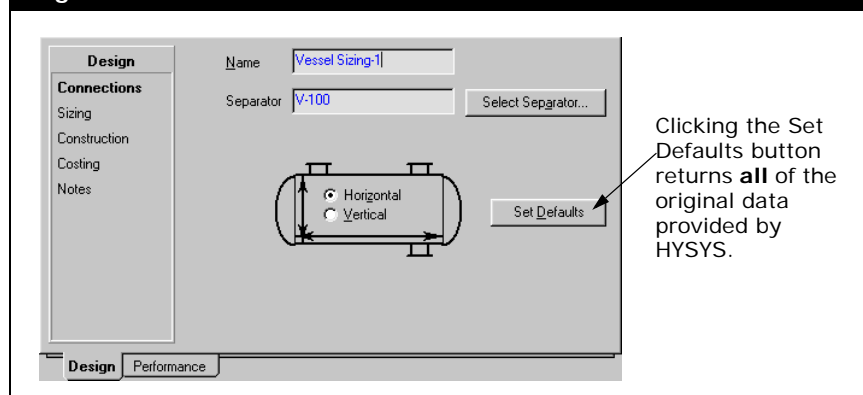 Design
Connections
Sizing
Construction
Costing
Notes
Name Vessel Sizing-1
Separator V-100 Select Separator...
Horizontal
Vertical
Set Defaults
Clicking the Set
Defaults button
returns all of the
original data
provided by
HYSYS.
Design Performance